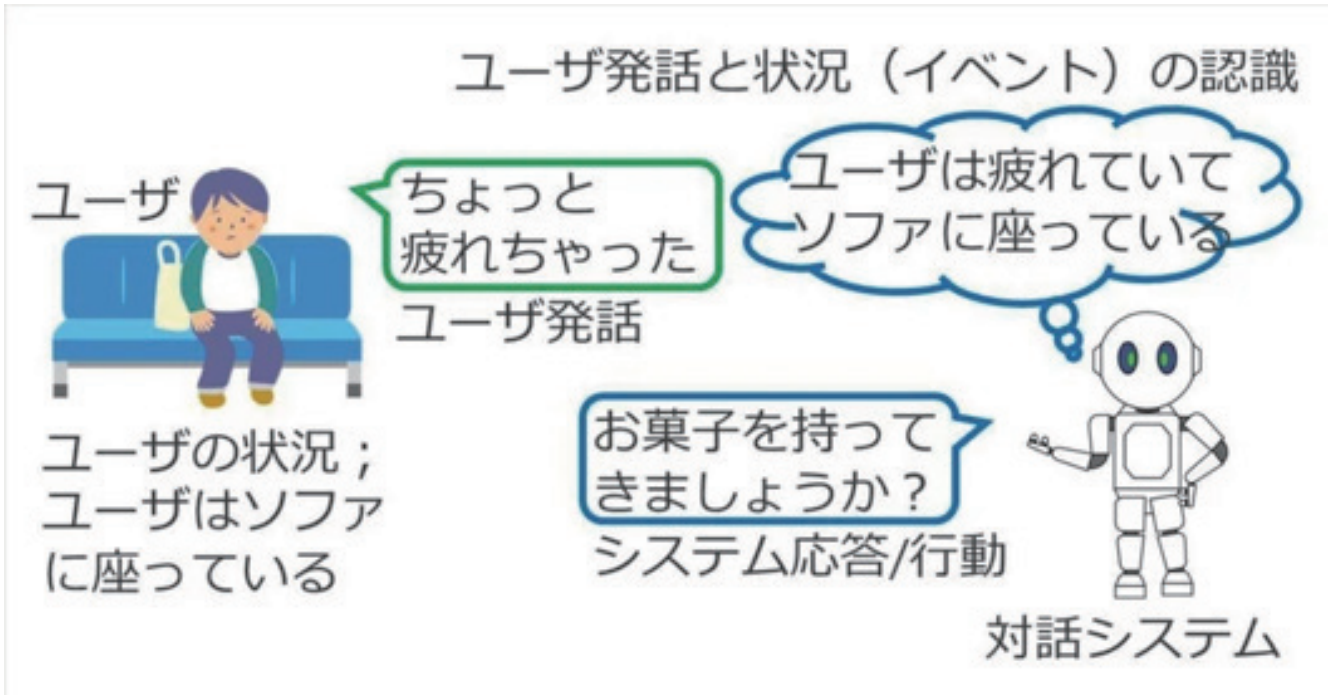 ユーザ発話と状況（イベント）の認識
ユーザ
ちょっと
疲れちゃった
ユーザ発話
ユーザは疲れていて
ソファに座っている
ユーザの状況；
ユーザはソファ
に座っている
お菓子を持って
きましょうか？
システム応答/行動
対話システム